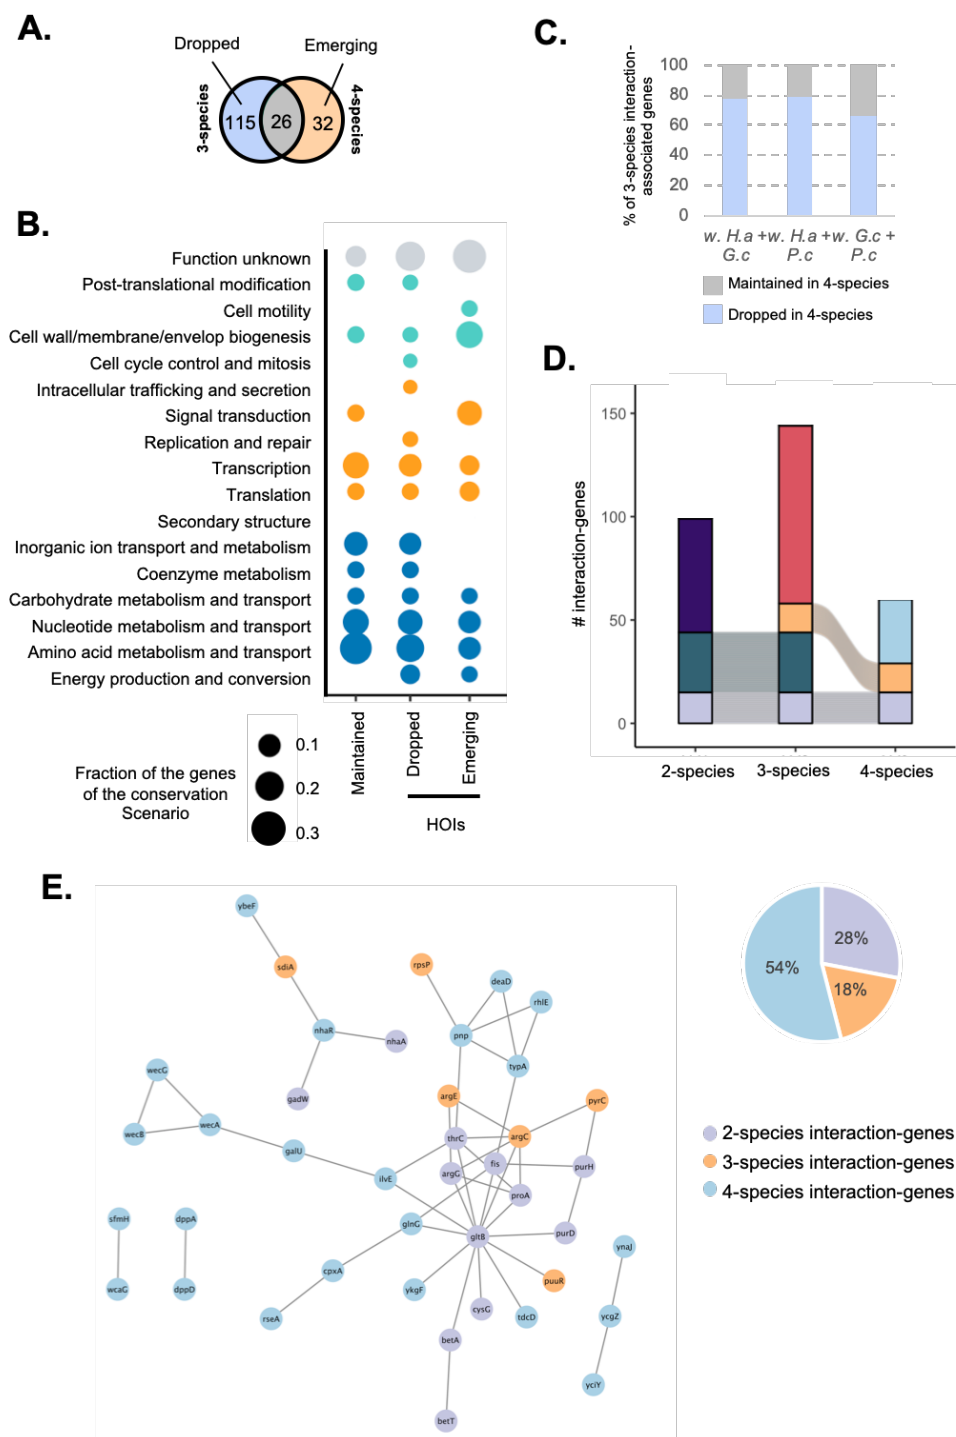 A.
Dropped
Emerging
3-species
115
26
32
4-species
B.
Function unknown
Post-translational modification
Cell motility
Cell wall/membrane/envelop biogenesis
Cell cycle control and mitosis
Intracellular trafficking and secretion
Signal transduction
Replication and repair
Transcription
Translation
Secondary structure
Inorganic ion transport and metabolism
Coenzyme metabolism
Carbohydrate metabolism and transport
Nucleotide metabolism and transport
Amino acid metabolism and transport
Energy production and conversion
Maintained
Dropped
Emerging
HOIs
Fraction of the genes
of the conservation
Scenario
0.1
0.2
0.3
C.
% of 3-species interaction-
associated genes
100
80
60
40
20
0
w. H.a +
G.c
w. H.a +
P.c
w. G.c +
P.c
Maintained in 4-species
Dropped in 4-species
D.
# interaction-genes
150
100
50
0
2-species
3-species
4-species
E.
ybeF
sdiA
rpsP
deaD
rhlE
nhaR
nhaA
pnp
typA
wecG
gadW
argE
pyrC
wecB
wecA
thrC
argC
galU
argG
fis
purH
ilvE
proA
sfmH
dppA
glnG
gltB
purD
ynaJ
cpxA
puuR
wcaG
dppD
ykgF
cysG
tdcD
rseA
ycgZ
betA
yciY
betT
28%
54%
18%
2-species interaction-genes
3-species interaction-genes
4-species interaction-genes